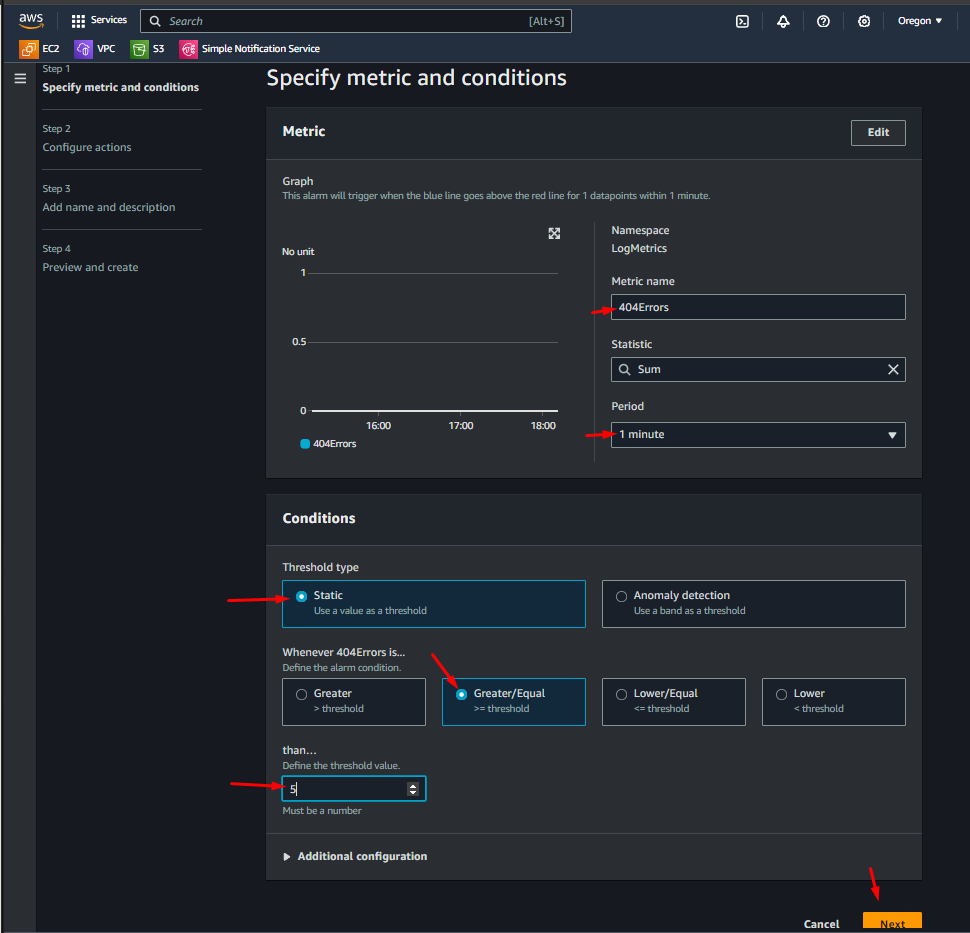 aws
Services
Search
[Alt+S]
Oregon
EC2
VPC
S3
Simple Notification Service
Step 1
Specify metric and conditions
Step 2
Configure actions
Step 3
Add name and description
Step 4
Preview and create
Specify metric and conditions
Metric
Edit
Graph
This alarm will trigger when the blue line goes above the red line for 1 datapoints within 1 minute.
No unit
1
0.5
0
16:00
17:00
18:00
404Errors
Namespace
LogMetrics
Metric name
404Errors
Statistic
Sum
Period
1 minute
Conditions
Threshold type
Static
Use a value as a threshold
Anomaly detection
Use a band as a threshold
Whenever 404Errors is...
Define the alarm condition.
Greater
> threshold
Greater/Equal
>= threshold
Lower/Equal
<= threshold
Lower
< threshold
than…
Define the threshold value.
5
Must be a number
Additional configuration
Cancel
Next